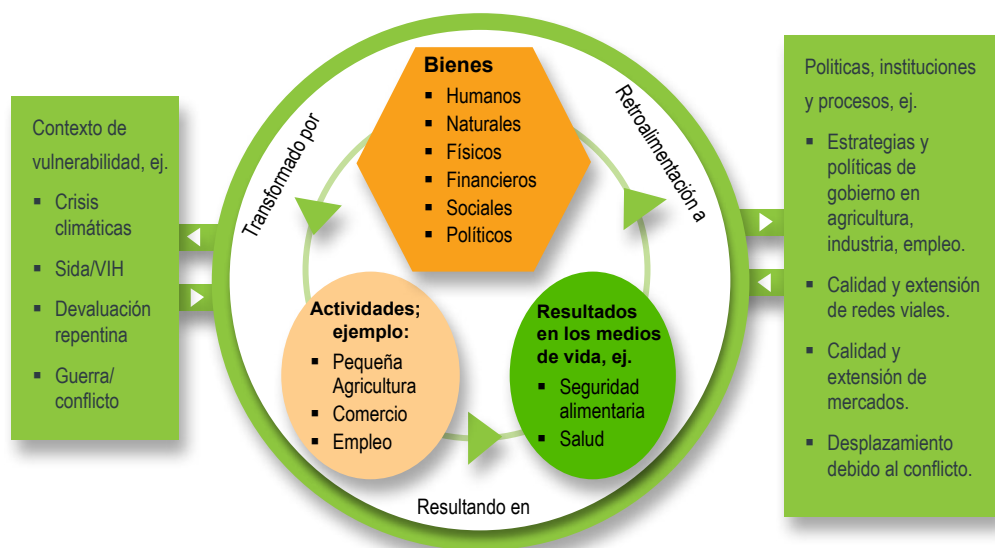 Contexto de
vulnerabilidad, ej.
▪ Crisis
climáticas
▪ Sida/VIH
▪ Devaluación
repentina
▪ Guerra/
conflicto
Transformado por
Bienes
▪ Humanos
▪ Naturales
▪ Físicos
▪ Financieros
▪ Sociales
▪ Políticos
Retroalimentación a
Actividades;
ejemplo:
▪ Pequeña
Agricultura
▪ Comercio
▪ Empleo
Resultados
en los medios
de vida, ej.
▪ Seguridad
alimentaria
▪ Salud
Resultando en
Politicas, instituciones
y procesos, ej.
▪ Estrategias y
políticas de
gobierno en
agricultura,
industria, empleo.
▪ Calidad y extensión
de redes viales.
▪ Calidad y
extensión de
mercados.
▪ Desplazamiento
debido al conflicto.